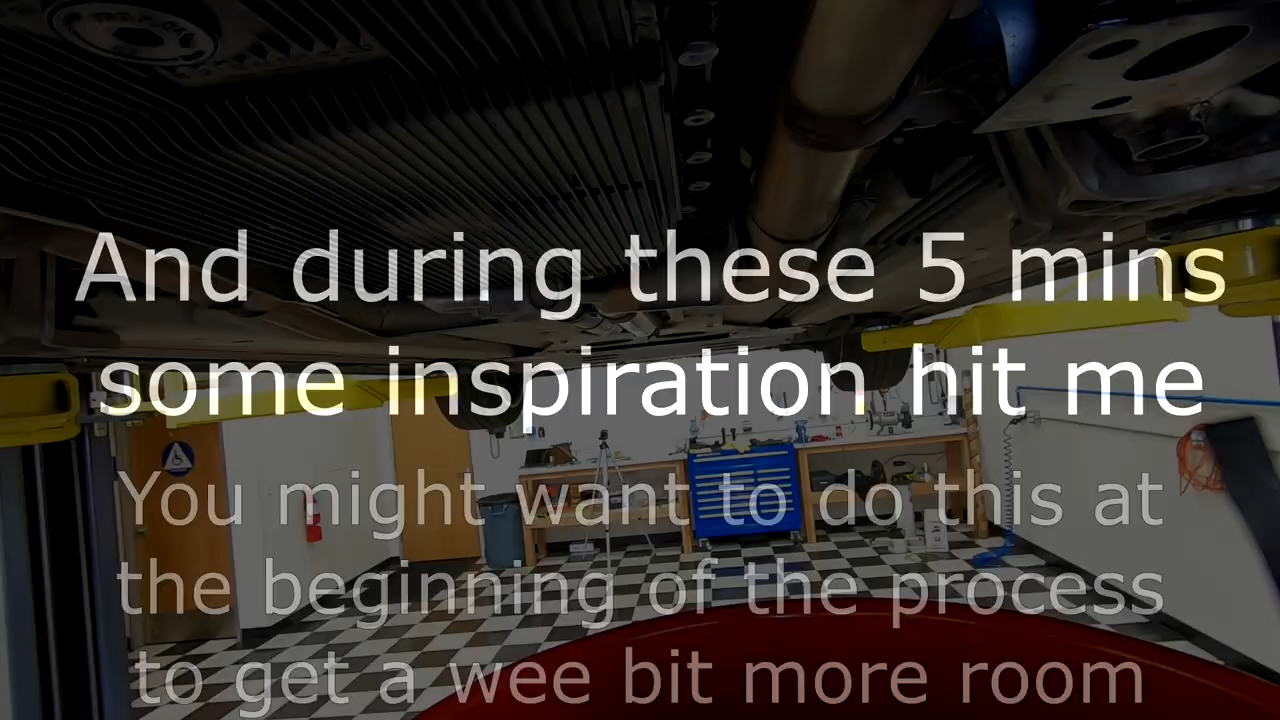 And during these 5 mins
some inspiration hit me
You might want to do this at
the beginning of the process
to get a wee bit more room